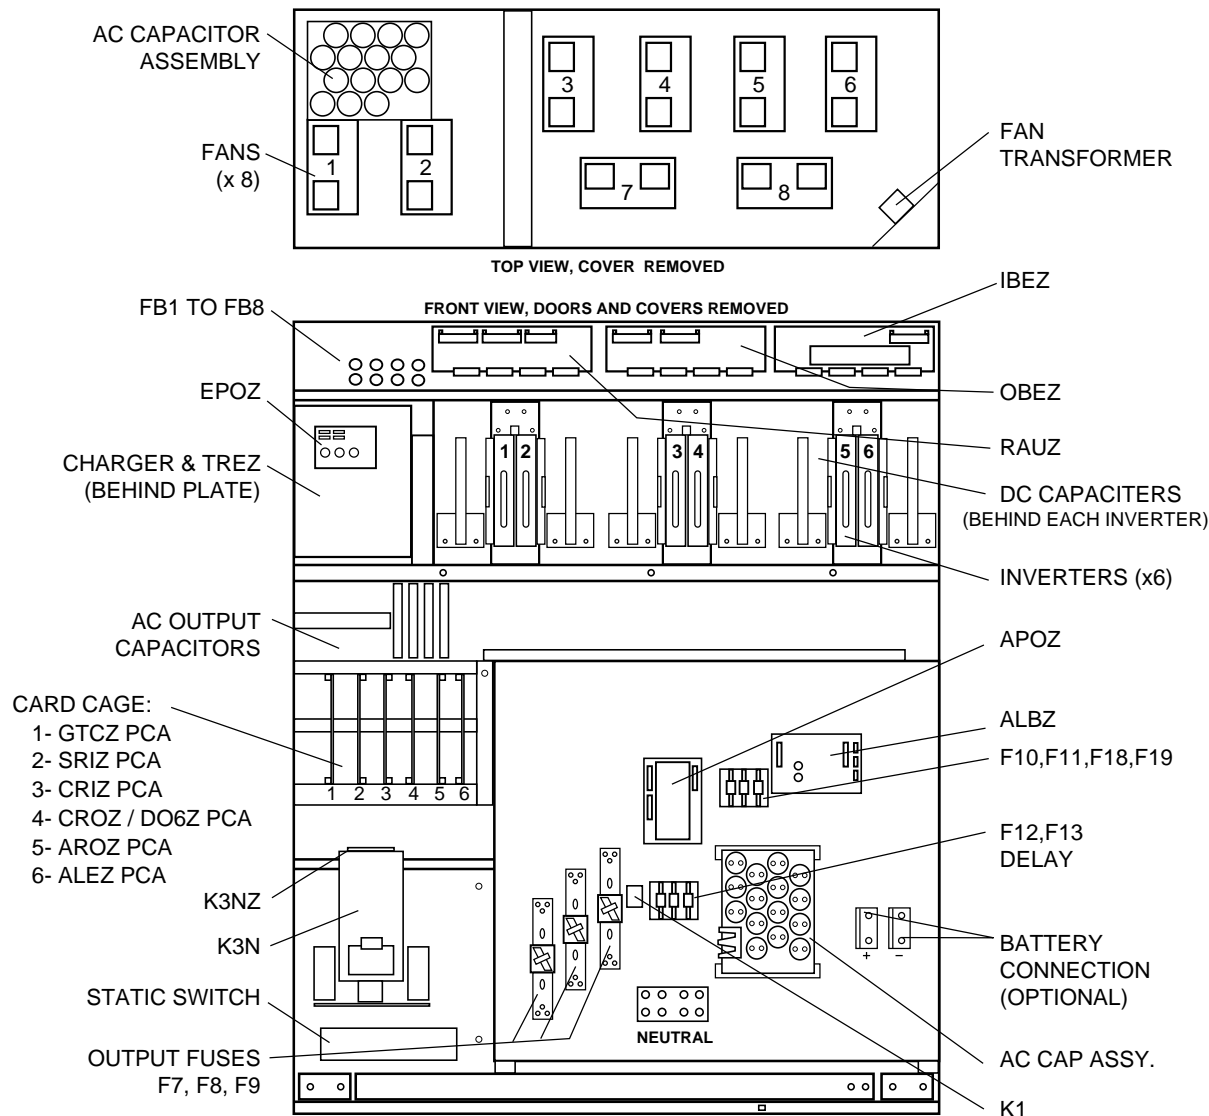 AC CAPACITOR
ASSEMBLY
FANS
(x 8)
1
2
3
4
5
6
7
8
FAN
TRANSFORMER
TOP VIEW, COVER REMOVED
FRONT VIEW, DOORS AND COVERS REMOVED
FB1 TO FB8
EPOZ
CHARGER & TREZ
(BEHIND PLATE)
1 2
3 4
5 6
IBEZ
OBEZ
RAUZ
DC CAPACITERS
(BEHIND EACH INVERTER)
INVERTERS (x6)
AC OUTPUT
CAPACITORS
CARD CAGE:
1- GTCZ PCA
2- SRIZ PCA
3- CRIZ PCA
4- CROZ / DO6Z PCA
5- AROZ PCA
6- ALEZ PCA
1 2 3 4 5 6
K3NZ
K3N
STATIC SWITCH
OUTPUT FUSES
F7, F8, F9
APOZ
ALBZ
F10,F11,F18,F19
F12,F13
DELAY
+ –
BATTERY
CONNECTION
(OPTIONAL)
NEUTRAL
AC CAP ASSY.
K1